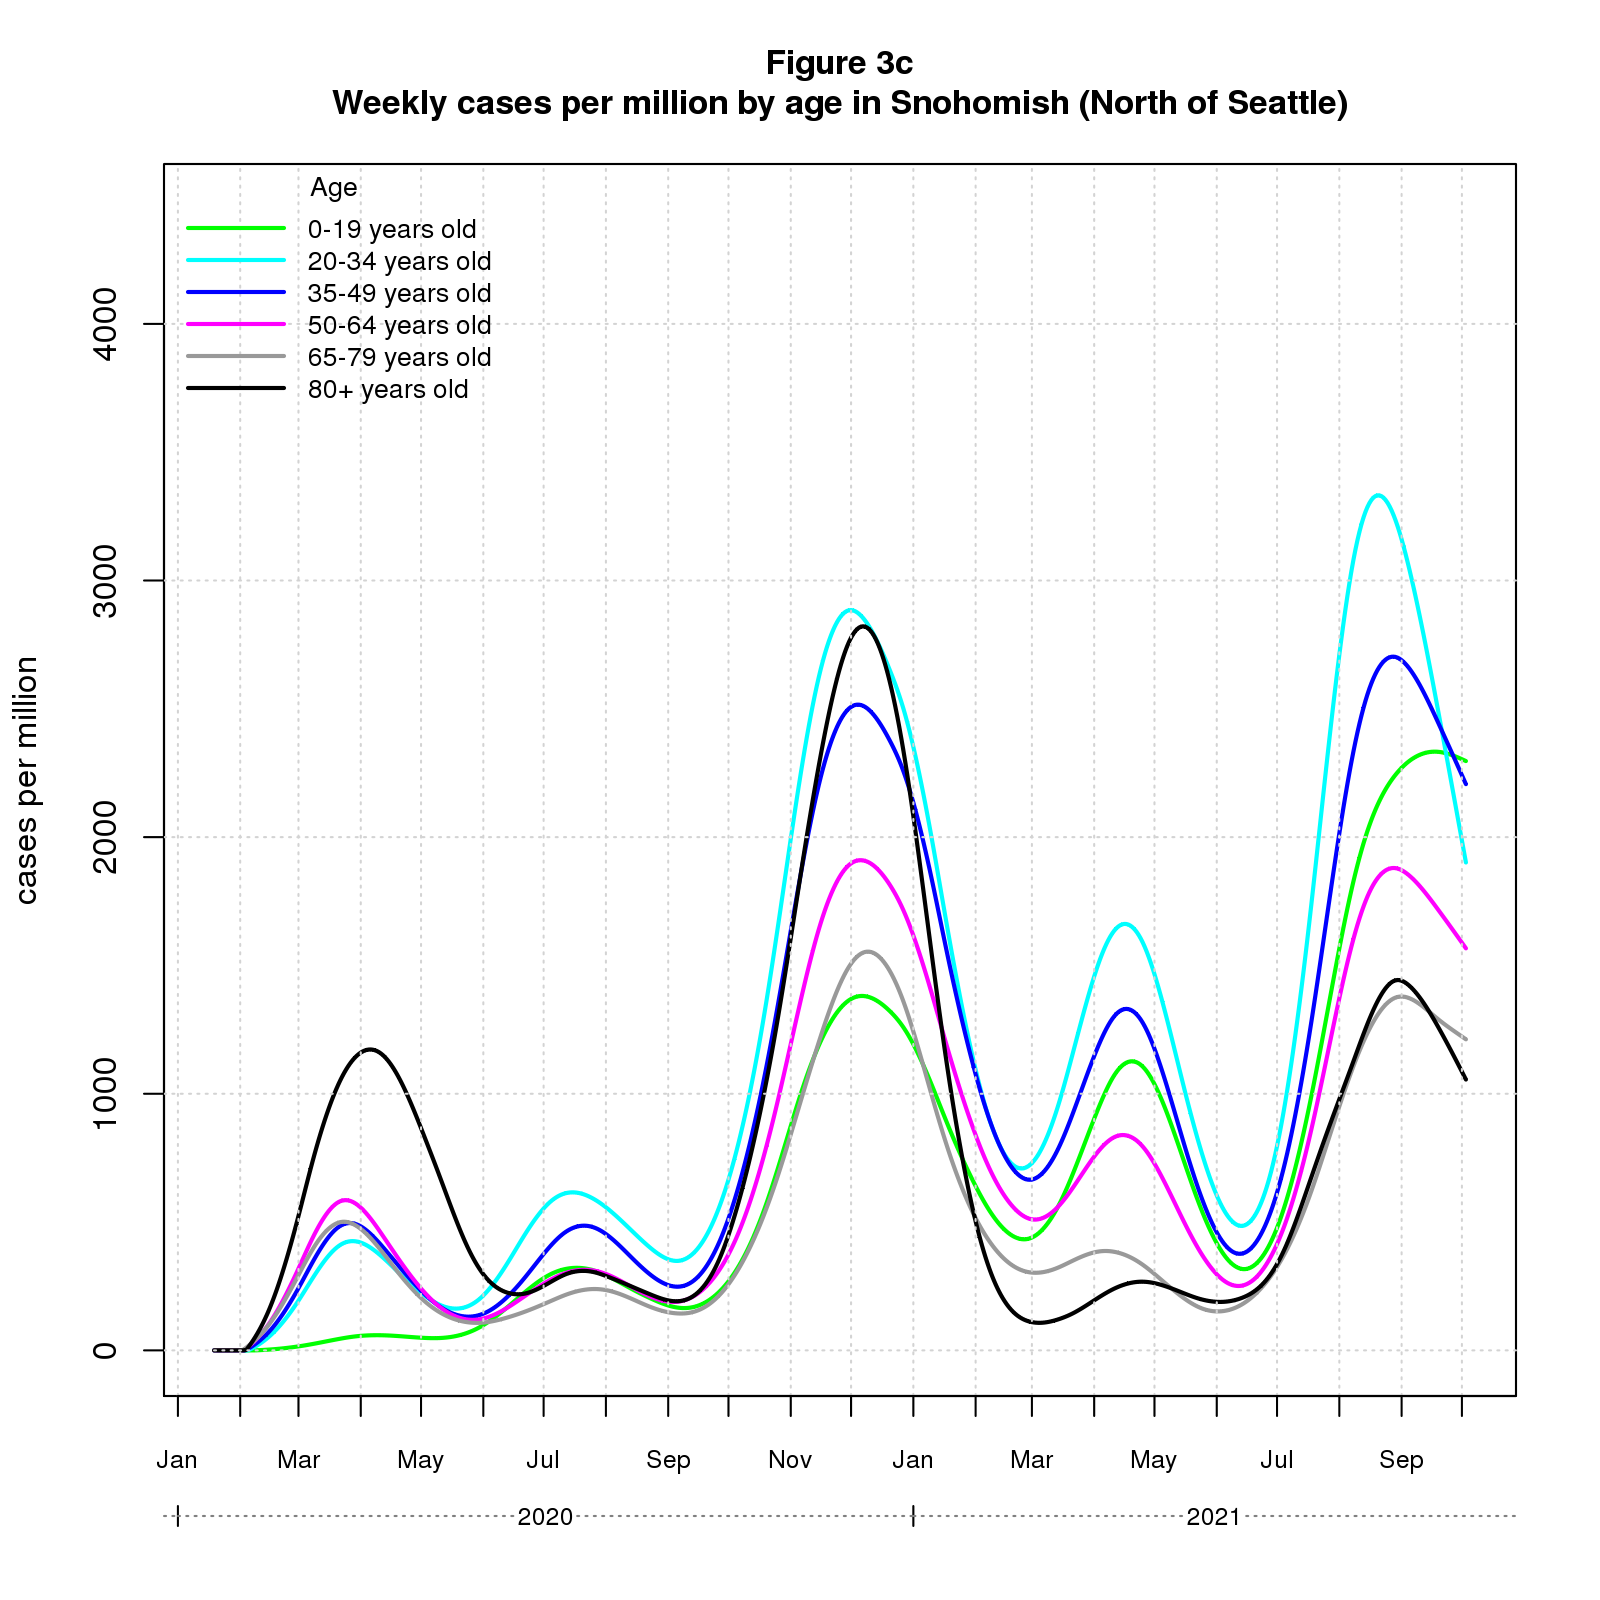 Figure 3c
Weekly cases per million by age in Snohomish (North of Seattle)
Age
0-19 years old
20-34 years old
35-49 years old
50-64 years old
65-79 years old
80+ years old
cases per million
4000
3000
2000
1000
0
Jan Mar May Jul Sep Nov Jan Mar May Jul Sep
2020 2021